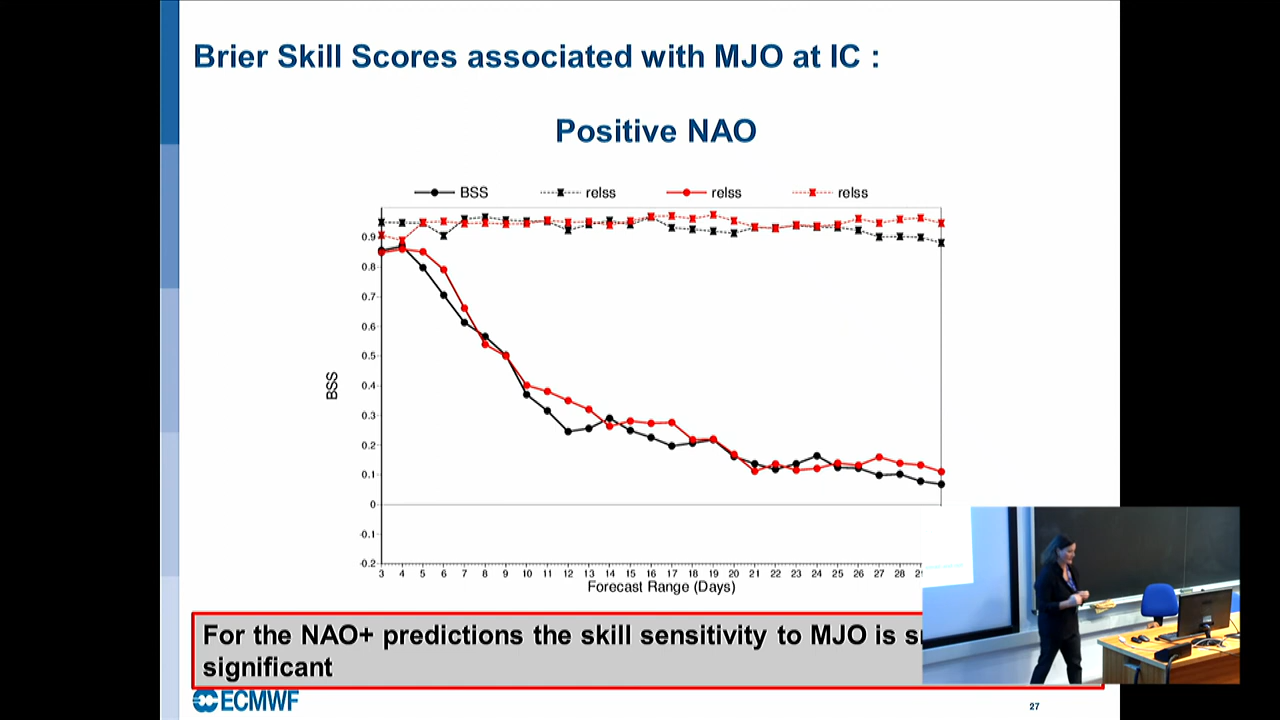 Brier Skill Scores associated with MJO at IC :
Positive NAO
BSS relss relss relss
0.9
0.8
0.7
0.6
0.5
0.4
0.3
0.2
0.1
0
-0.1
-0.2
BSS
3 4 5 6 7 8 9 10 11 12 13 14 15 16 17 18 19 20 21 22 23 24 25 26 27 28
Forecast Range (Days)
For the NAO+ predictions the skill sensitivity to MJO is
significant
ECMWF
27